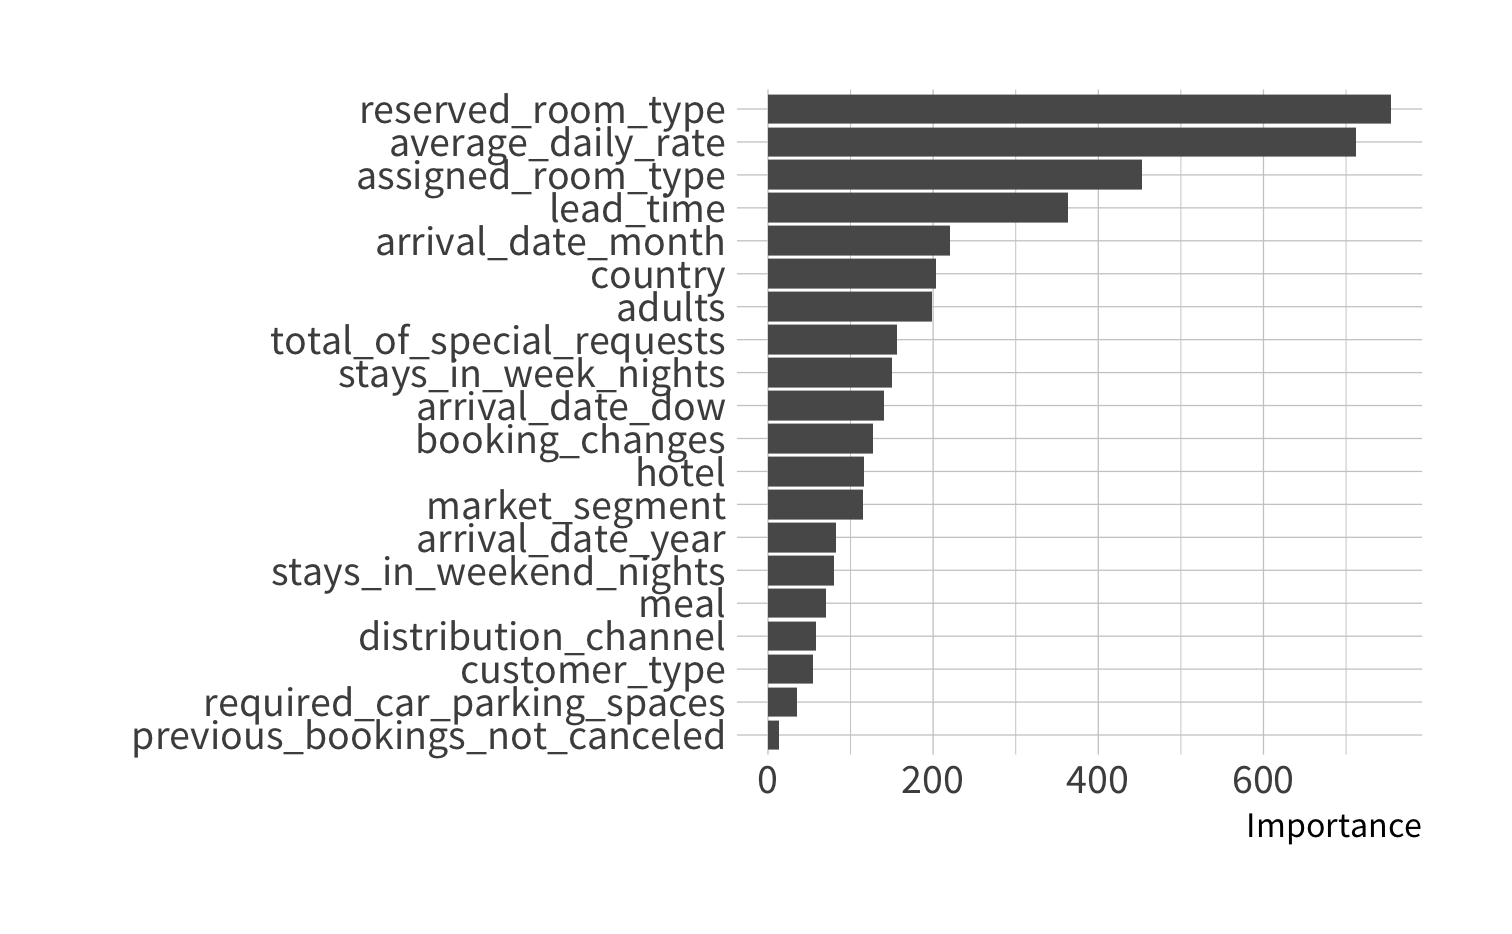 reserved_room_type
average_daily_rate
assigned_room_type
lead_time
arrival_date_month
country
adults
total_of_special_requests
stays_in_week_nights
arrival_date_dow
booking_changes
hotel
market_segment
arrival_date_year
stays_in_weekend_nights
meal
distribution_channel
customer_type
required_car_parking_spaces
previous_bookings_not_canceled
0 200 400 600
Importance